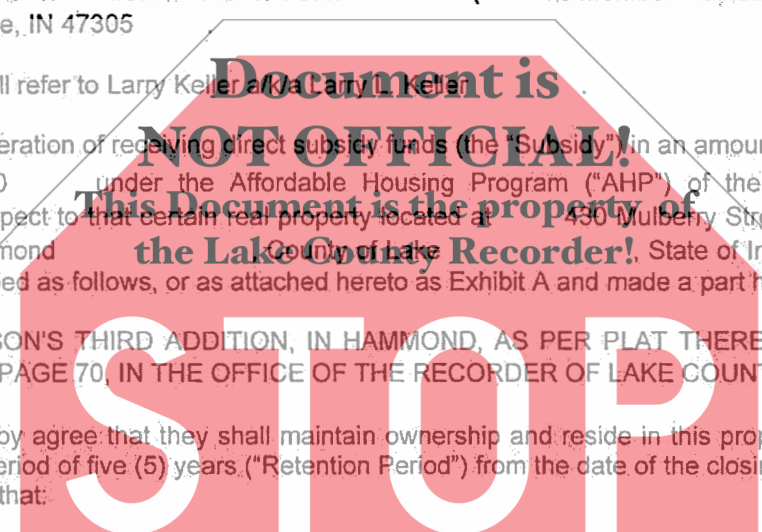 e, IN 47305
ll refer to Larry Keller a/k/a Larry L. Keller
Document is
eration of receiving direct subsidy funds (the "Subsidy") in an amou
NOT OFFICIAL!
0 under the Affordable Housing Program ("AHP") of the
This Document is the property of
spect to that certain real property located at 430 Mulberry Stre
mond , County of Lake , State of In
the Lake County Recorder!
ed as follows, or as attached hereto as Exhibit A and made a part h
SON'S THIRD ADDITION, IN HAMMOND, AS PER PLAT THERE
PAGE 70, IN THE OFFICE OF THE RECORDER OF LAKE COUNT
STOP
by agree that they shall maintain ownership and reside in this prop
eriod of five (5) years ("Retention Period") from the date of the closi
that: